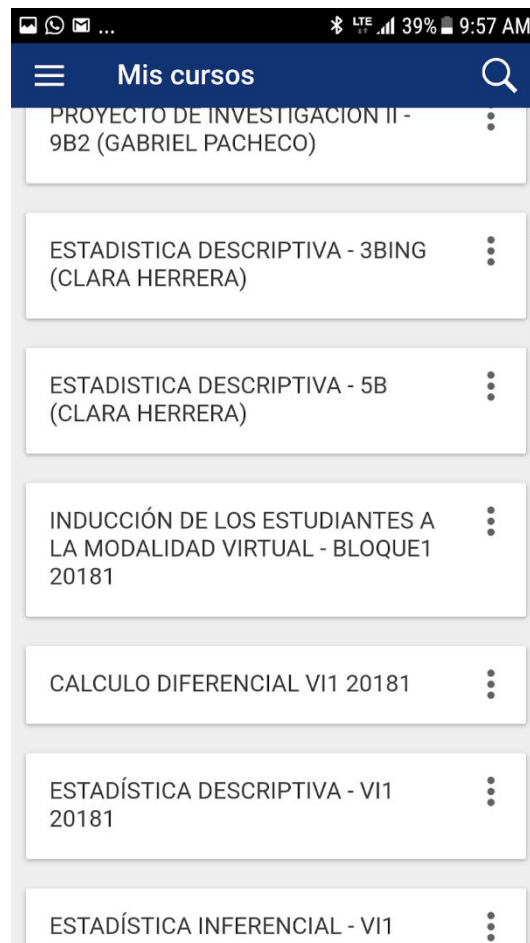 ... LTE 39% 9:57 AM
Mis cursos
PROYECTO DE INVESTIGACION II -
9B2 (GABRIEL PACHECO)
ESTADISTICA DESCRIPTIVA - 3BING
(CLARA HERRERA)
ESTADISTICA DESCRIPTIVA - 5B
(CLARA HERRERA)
INDUCCIÓN DE LOS ESTUDIANTES A
LA MODALIDAD VIRTUAL - BLOQUE1
20181
CALCULO DIFERENCIAL VI1 20181
ESTADÍSTICA DESCRIPTIVA - VI1
20181
ESTADÍSTICA INFERENCIAL - VI1